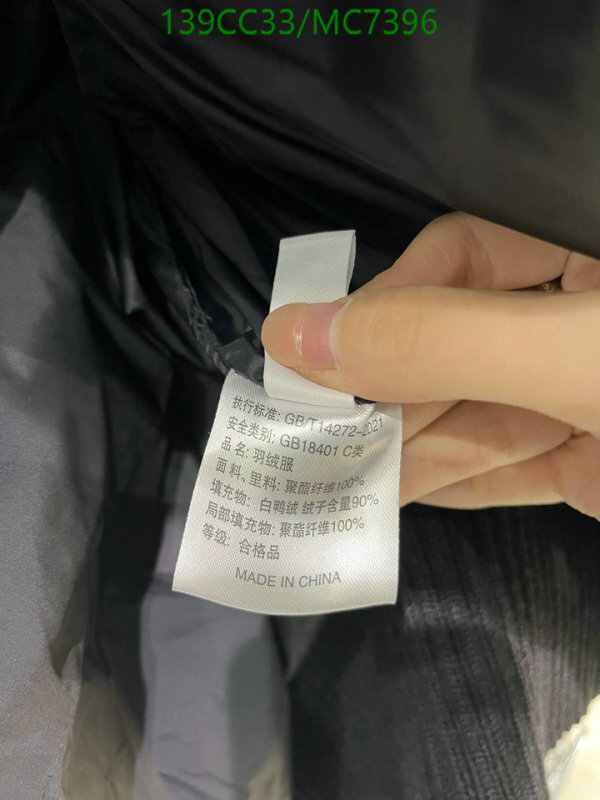 139CC33/MC7396
执行标准: GB/T14272-2021
安全类别: GB18401 C类
品名: 羽绒服
面料、里料: 聚酯纤维100%
填充物: 白鸭绒 绒子含量90%
局部填充物: 聚酯纤维100%
等级: 合格品
MADE IN CHINA